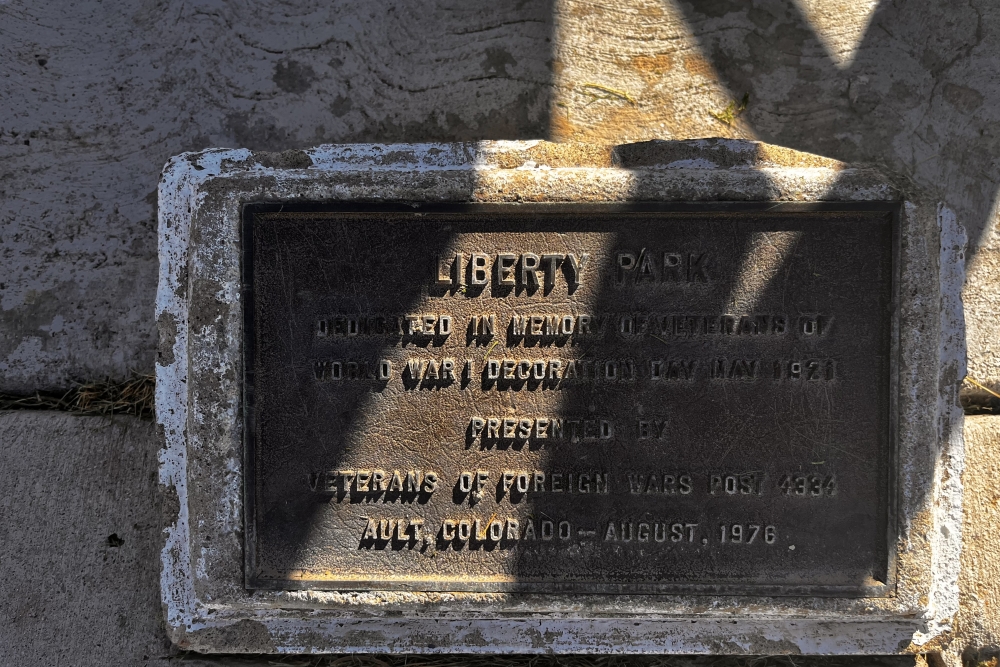 LIBERTY PARK
DEDICATED IN MEMORY OF VETERANS OF
WORLD WAR I DECORATION DAY MAY 1921
PRESENTED BY
VETERANS OF FOREIGN WARS POST 4334
AULT, COLORADO — AUGUST, 1976